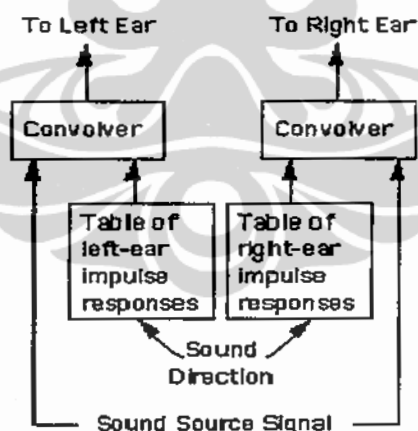 To Left Ear
To Right Ear
Convolver
Convolver
Table of
left-ear
impulse
responses
Table of
right-ear
impulse
responses
Sound
Direction
Sound Source Signal